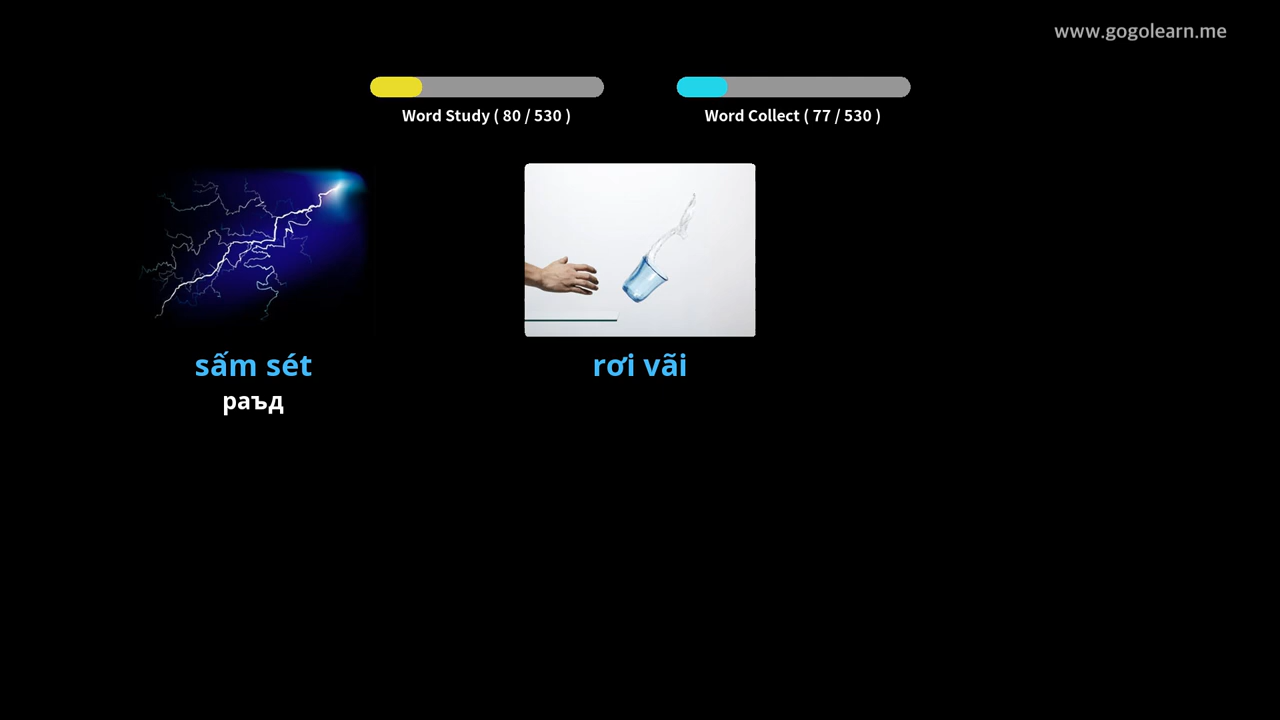 www.gogolearn.me
Word Study ( 80 / 530 )
Word Collect ( 77 / 530 )
sấm sét
раъд
rơi vãi